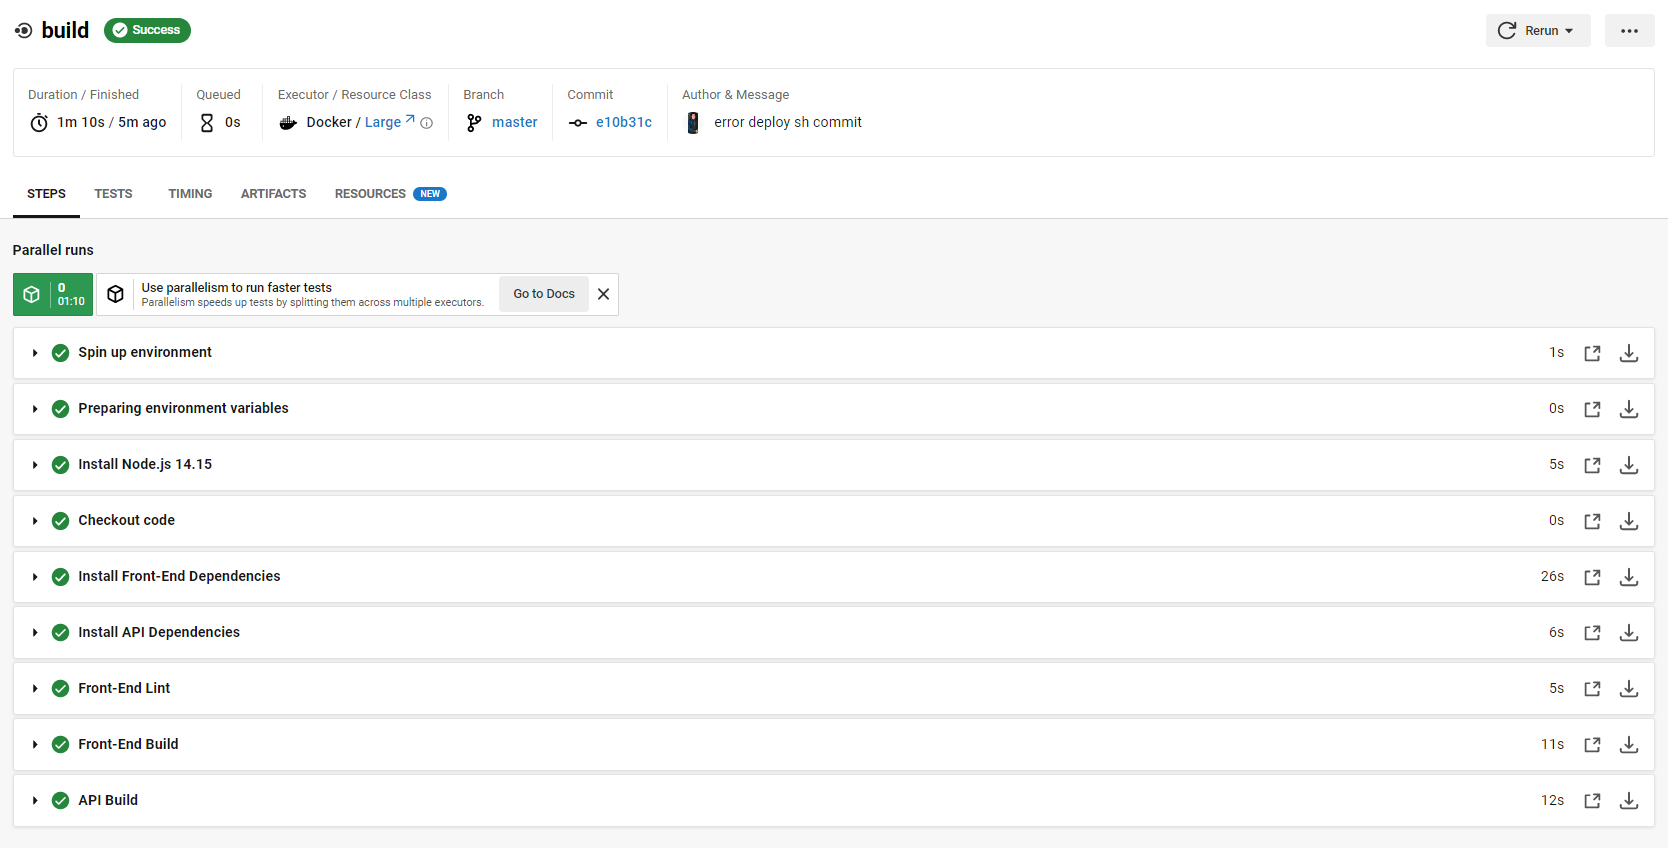 build Success Rerun
Duration / Finished Queued Executor / Resource Class Branch Commit Author & Message
1m 10s / 5m ago 0s Docker / Large master e10b31c error deploy sh commit
STEPS TESTS TIMING ARTIFACTS RESOURCES NEW
Parallel runs
0
01:10
Use parallelism to run faster tests
Parallelism speeds up tests by splitting them across multiple executors.
Go to Docs
Spin up environment 1s
Preparing environment variables 0s
Install Node.js 14.15 5s
Checkout code 0s
Install Front-End Dependencies 26s
Install API Dependencies 6s
Front-End Lint 5s
Front-End Build 11s
API Build 12s